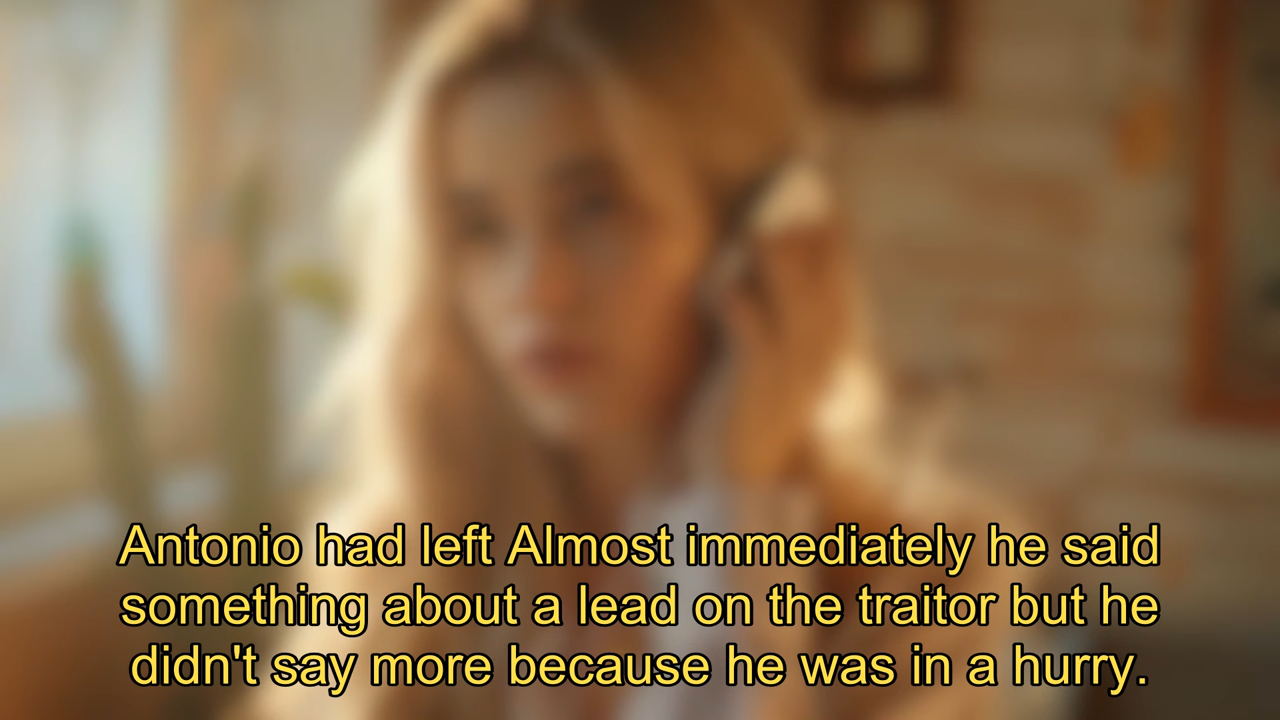 Antonio had left Almost immediately he said
something about a lead on the traitor but he
didn't say more because he was in a hurry.